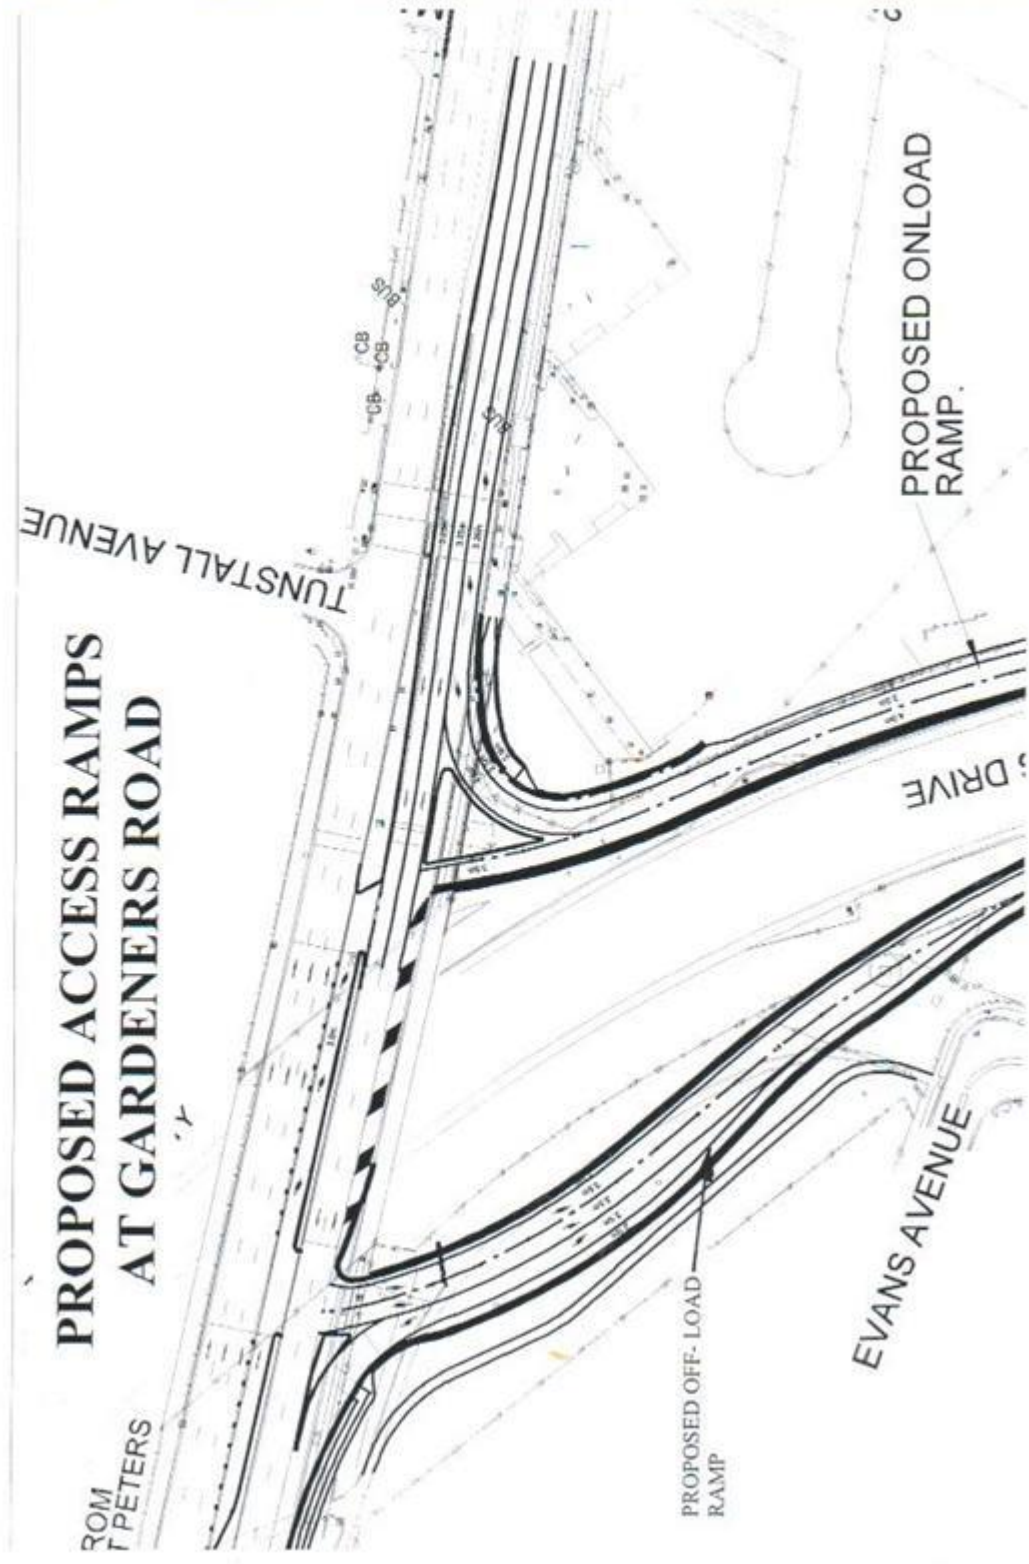 PROPOSED ACCESS RAMPS
AT GARDENERS ROAD
ROM
T PETERS
TUNSTALL AVENUE
CB
CB
CB
BUS
BUS
PROPOSED ONLOAD
RAMP.
S DRIVE
EVANS AVENUE
PROPOSED OFF- LOAD
RAMP